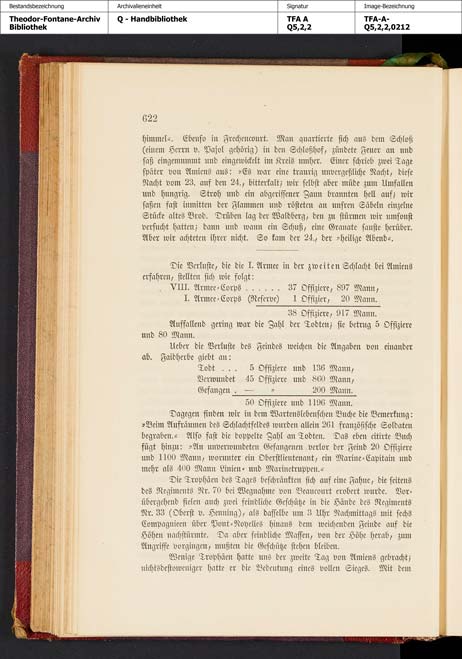 Bestandsbezeichnung
Archivalieneinheit
Signatur
Image-Bezeichnung
Theodor-Fontane-Archiv
Bibliothek
Q - Handbibliothek
TFA A
Q5,2,2
TFA-A-
Q5,2,2,0212
622
himmel«. Ebenso in Frechencourt. Man quartierte sich aus dem Schloß
(einem Herrn v. Pajol gehörig) in den Schloßhof, zündete Feuer an und
saß eingemummt und eingewickelt im Kreis umher. Einer schrieb zwei Tage
später von Amiens aus: »Es war eine traurig unvergeßliche Nacht, diese
Nacht vom 23. auf den 24., bitterkalt; wir selbst aber müde zum Umfallen
und hungrig. Stroh und ein abgerissener Zaun brannten hell auf; wir
saßen fast inmitten der Flammen und rösteten an unsren Säbeln einzelne
Stücke altes Brod. Drüben lag der Waldberg, den zu stürmen wir umsonst
versucht hatten; dann und wann ein Schuß, eine Granate sauste herüber.
Aber wir achteten ihrer nicht. So kam der 24., der »heilige Abend«.
Die Verluste, die die I. Armee in der zweiten Schlacht bei Amiens
erfahren, stellten sich wie folgt:
VIII. Armee-Corps . . . . . . 37 Offiziere, 897 Mann,
I. Armee-Corps (Reserve) 1 Offizier, 20 Mann.
38 Offiziere, 917 Mann.
Auffallend gering war die Zahl der Todten; sie betrug 5 Offiziere
und 80 Mann.
Ueber die Verluste des Feindes weichen die Angaben von einander
ab. Faidherbe giebt an:
Todt . . . 5 Offiziere und 136 Mann,
Verwundet 45 Offiziere und 860 Mann,
Gefangen . — » 200 Mann.
50 Offiziere und 1196 Mann.
Dagegen finden wir in dem Wartenslebenschen Buche die Bemerkung:
»Beim Aufräumen des Schlachtfeldes wurden allein 261 französische Soldaten
begraben.« Also fast die doppelte Zahl an Todten. Das eben citirte Buch
fügt hinzu: »An unverwundeten Gefangenen verlor der Feind 20 Offiziere
und 1100 Mann, worunter ein Oberstlieutenant, ein Marine-Capitain und
mehr als 400 Mann Linien- und Marinetruppen.«
Die Trophäen des Tages beschränkten sich auf eine Fahne, die seitens
des Regiments Nr. 70 bei Wegnahme von Beaucourt erobert wurde. Vor-
übergehend fielen auch zwei feindliche Geschütze in die Hände des Regiments
Nr. 33 (Oberst v. Henning), als dasselbe um 3 Uhr Nachmittags mit sechs
Compagnieen über Pont-Noyelles hinaus dem weichenden Feinde auf die
Höhen nachstürmte. Da aber feindliche Massen, von der Höhe herab, zum
Angriffe vorgingen, mußten die Geschütze stehen bleiben.
Wenige Trophäen hatte uns der zweite Tag von Amiens gebracht;
nichtsdestoweniger hatte er die Bedeutung eines vollen Sieges. Mit dem